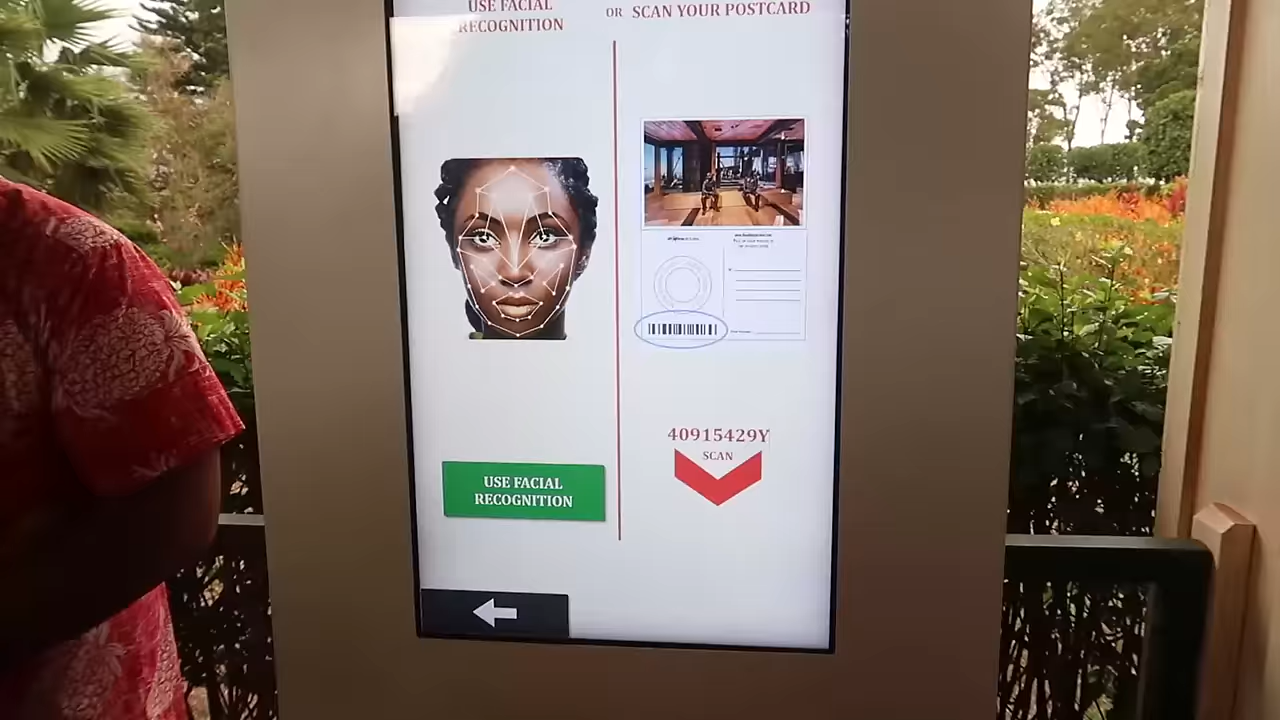 USE FACIAL
RECOGNITION
OR
SCAN YOUR POSTCARD
40915429Y
SCAN
USE FACIAL
RECOGNITION